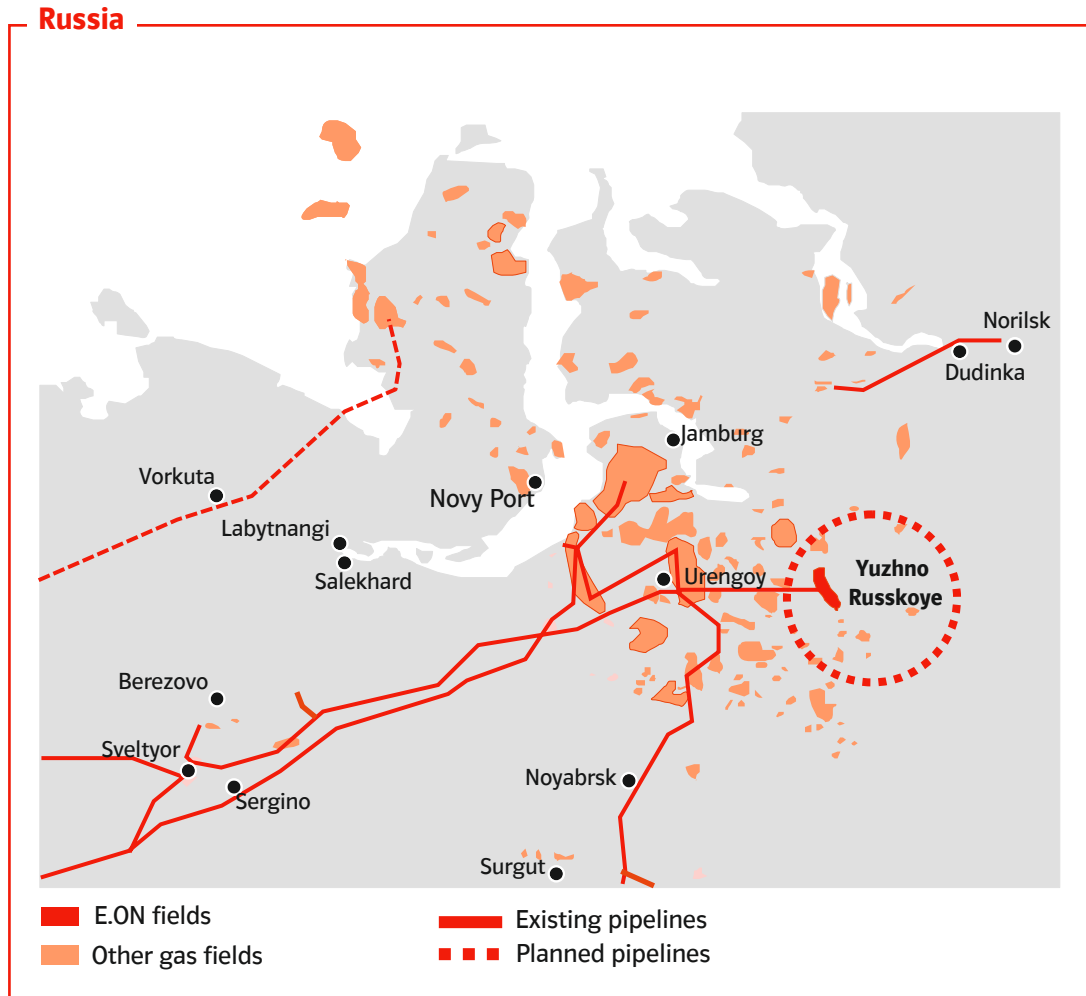 Russia
Norilsk
Dudinka
Jamburg
Vorkuta
Novy Port
Labytnangi
Salekhard
Urengoy
Yuzhno
Russkoye
Berezovo
Sveltyor
Sergino
Noyabrsk
Surgut
E.ON fields
Other gas fields
Existing pipelines
Planned pipelines